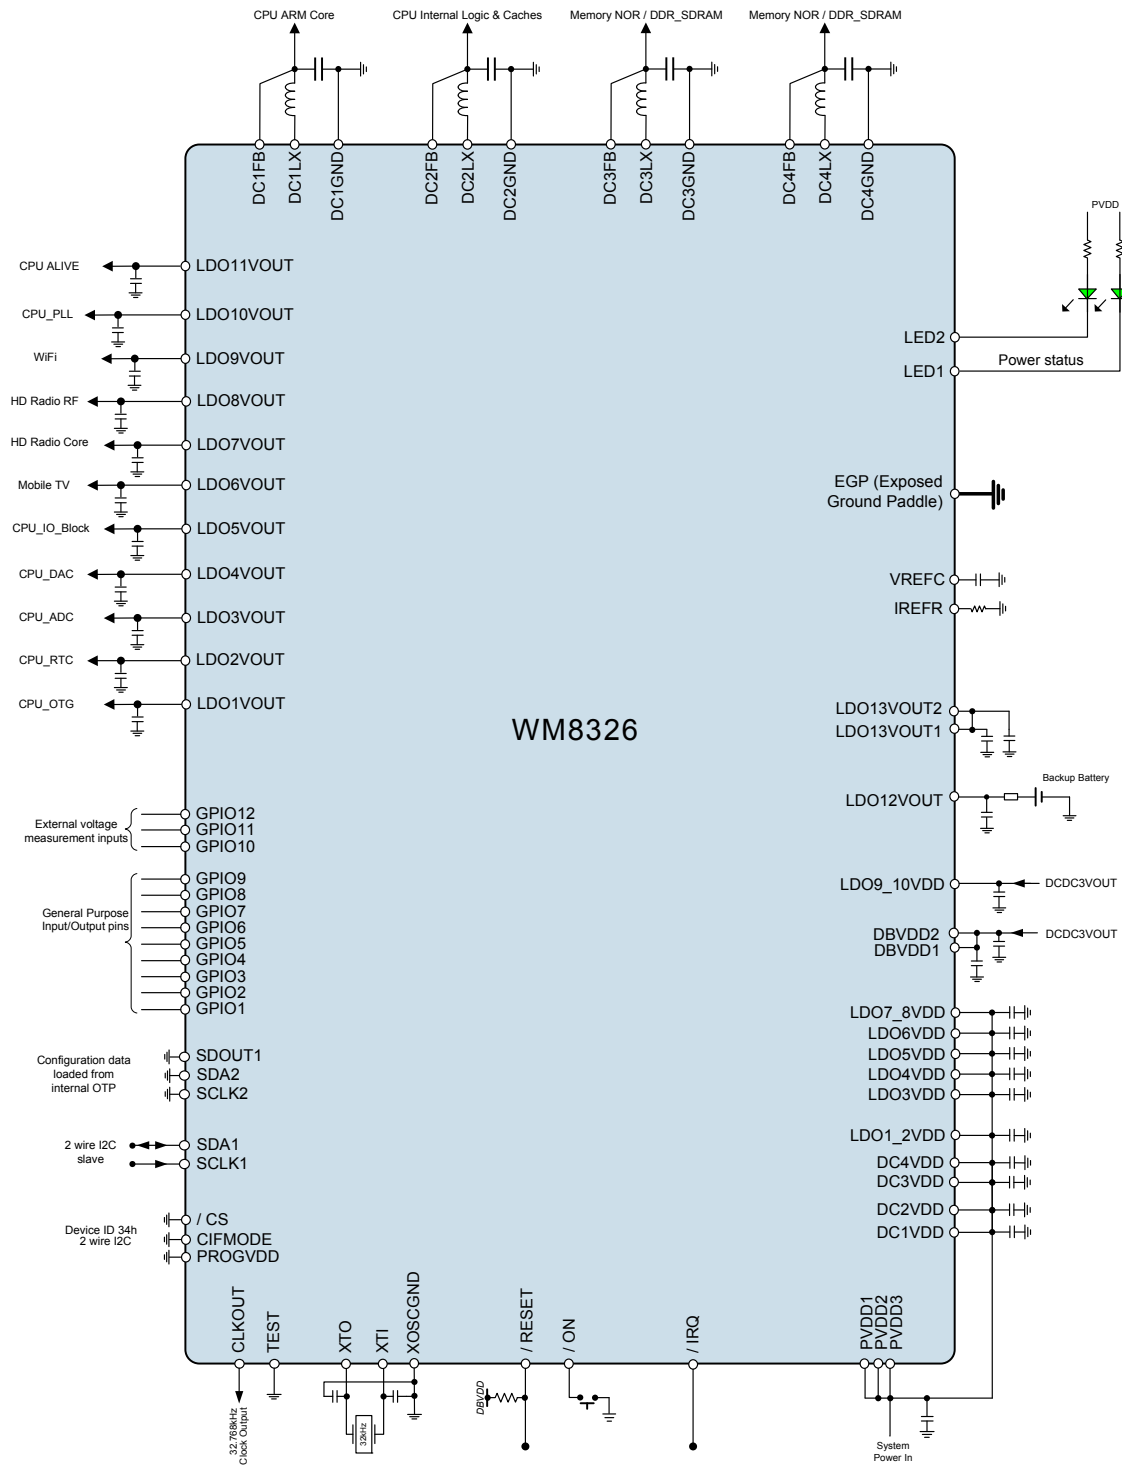 CPU ARM Core
CPU Internal Logic & Caches
Memory NOR / DDR_SDRAM
Memory NOR / DDR_SDRAM
DC1FB
DC1LX
DC1GND
DC2FB
DC2LX
DC2GND
DC3FB
DC3LX
DC3GND
DC4FB
DC4LX
DC4GND
PVDD
CPU ALIVE
LDO11VOUT
CPU_PLL
LDO10VOUT
WiFi
LDO9VOUT
HD Radio RF
LDO8VOUT
HD Radio Core
LDO7VOUT
Mobile TV
LDO6VOUT
CPU_IO_Block
LDO5VOUT
CPU_DAC
LDO4VOUT
CPU_ADC
LDO3VOUT
CPU_RTC
LDO2VOUT
CPU_OTG
LDO1VOUT
LED2
Power status
LED1
EGP (Exposed
Ground Paddle)
VREFC
IREFR
WM8326
LDO13VOUT2
LDO13VOUT1
Backup Battery
LDO12VOUT
LDO9_10VDD
DCDC3VOUT
DBVDD2
DCDC3VOUT
DBVDD1
External voltage
measurement inputs
GPIO12
GPIO11
GPIO10
General Purpose
Input/Output pins
GPIO9
GPIO8
GPIO7
GPIO6
GPIO5
GPIO4
GPIO3
GPIO2
GPIO1
Configuration data
loaded from
internal OTP
SDOUT1
SDA2
SCLK2
2 wire I2C
slave
SDA1
SCLK1
Device ID 34h
2 wire I2C
/ CS
CIFMODE
PROGVDD
LDO7_8VDD
LDO6VDD
LDO5VDD
LDO4VDD
LDO3VDD
LDO1_2VDD
DC4VDD
DC3VDD
DC2VDD
DC1VDD
CLKOUT
TEST
XTO
XTI
XOSCGND
/ RESET
/ ON
/ IRQ
PVDD1
PVDD2
PVDD3
32.768kHz
Clock Output
32kHz
DBVDD
System
Power In